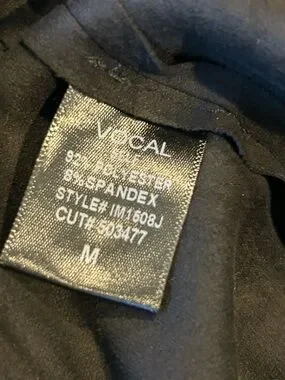 VOCAL
92% POLYESTER
8% SPANDEX
STYLE# IM1608J
CUT# 503477
M